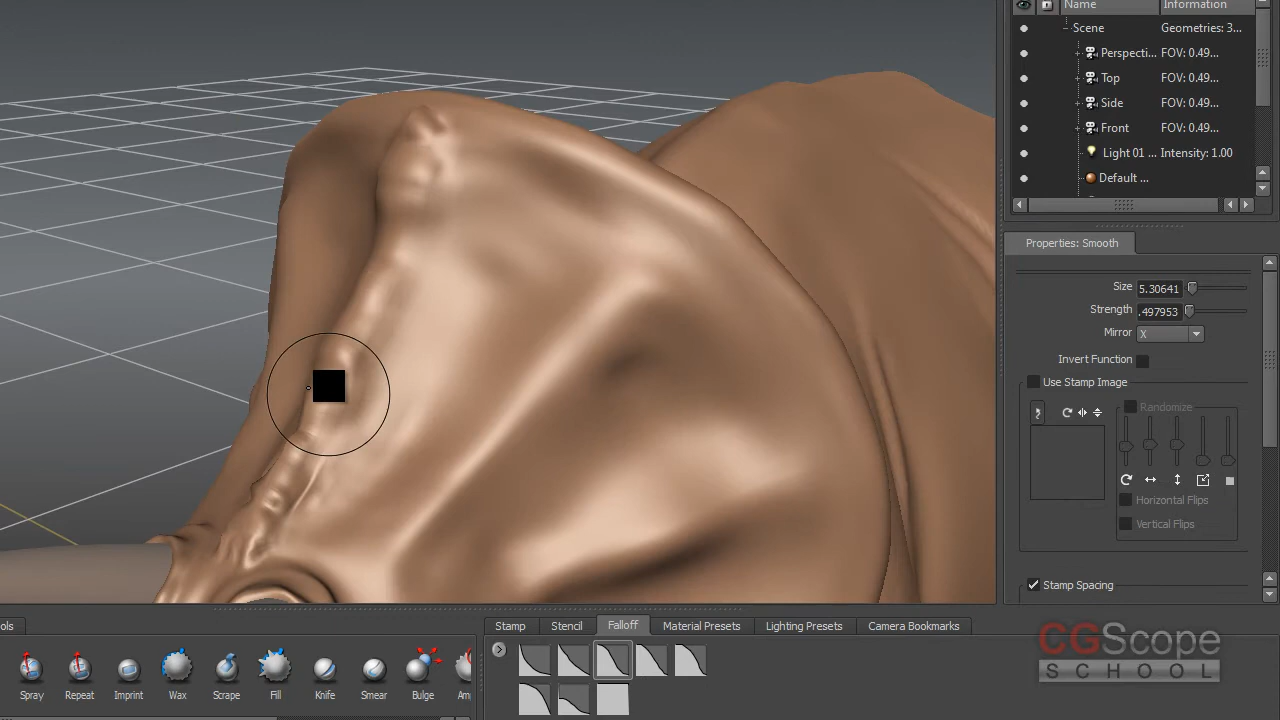 Name Information
Scene Geometries: 3...
Perspecti... FOV: 0.49...
Top FOV: 0.49...
Side FOV: 0.49...
Front FOV: 0.49...
Light 01 ... Intensity: 1.00
Default ...
Properties: Smooth
Size 5.30641
Strength .497953
Mirror X
Invert Function
Use Stamp Image
Randomize
Horizontal Flips
Vertical Flips
Stamp Spacing
ols
Stamp Stencil Falloff Material Presets Lighting Presets Camera Bookmarks
Spray Repeat Imprint Wax Scrape Fill Knife Smear Bulge Am
CGScope
SCHOOL